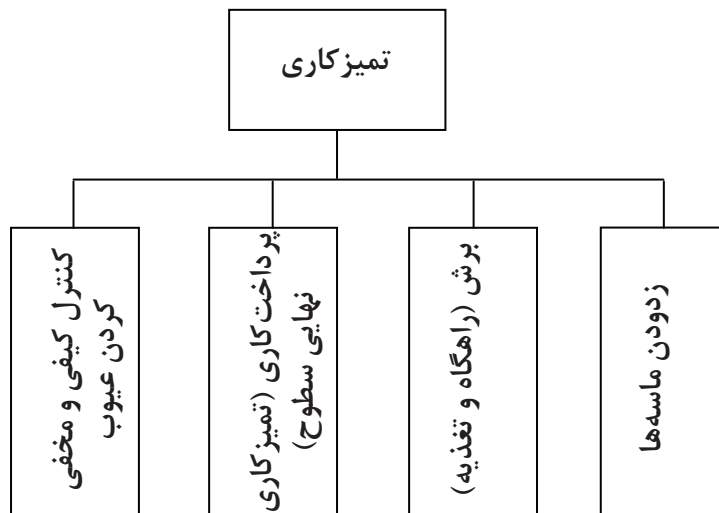 تمیزکاری
زدودن ماسه‌ها
برش (راهگاه و تغذیه)
پرداخت‌کاری (تمیزکاری
نهایی سطوح)
کنترل کیفی و مخفی
کردن عیوب